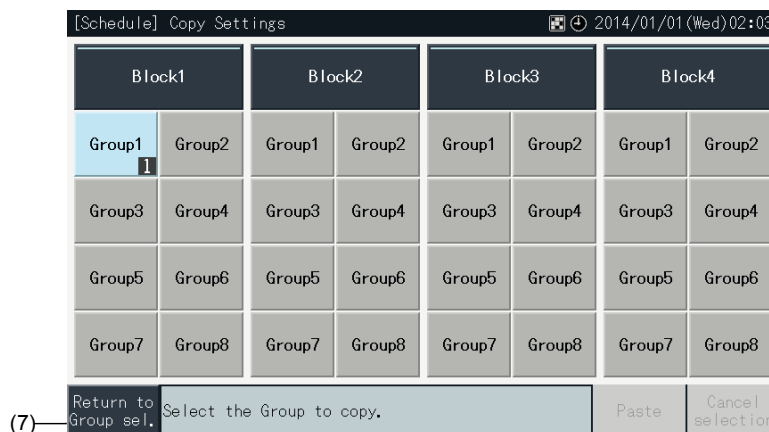 [Schedule] Copy Settings 2014/01/01(Wed)02:03
Block1 Block2 Block3 Block4
Group1 Group2 Group1 Group2 Group1 Group2 Group1 Group2
1
Group3 Group4 Group3 Group4 Group3 Group4 Group3 Group4
Group5 Group6 Group5 Group6 Group5 Group6 Group5 Group6
Group7 Group8 Group7 Group8 Group7 Group8 Group7 Group8
Return to
Group sel.
Select the Group to copy.
Paste
Cancel
selection
(7)